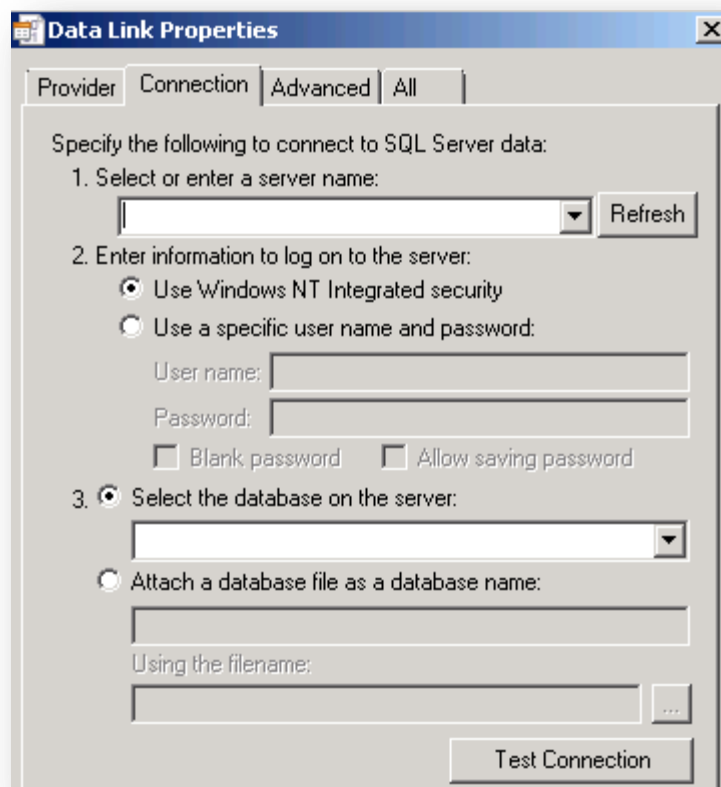 Data Link Properties
Provider Connection Advanced All
Specify the following to connect to SQL Server data:
1. Select or enter a server name:
Refresh
2. Enter information to log on to the server:
Use Windows NT Integrated security
Use a specific user name and password:
User name:
Password:
Blank password Allow saving password
3. Select the database on the server:
Attach a database file as a database name:
Using the filename:
...
Test Connection